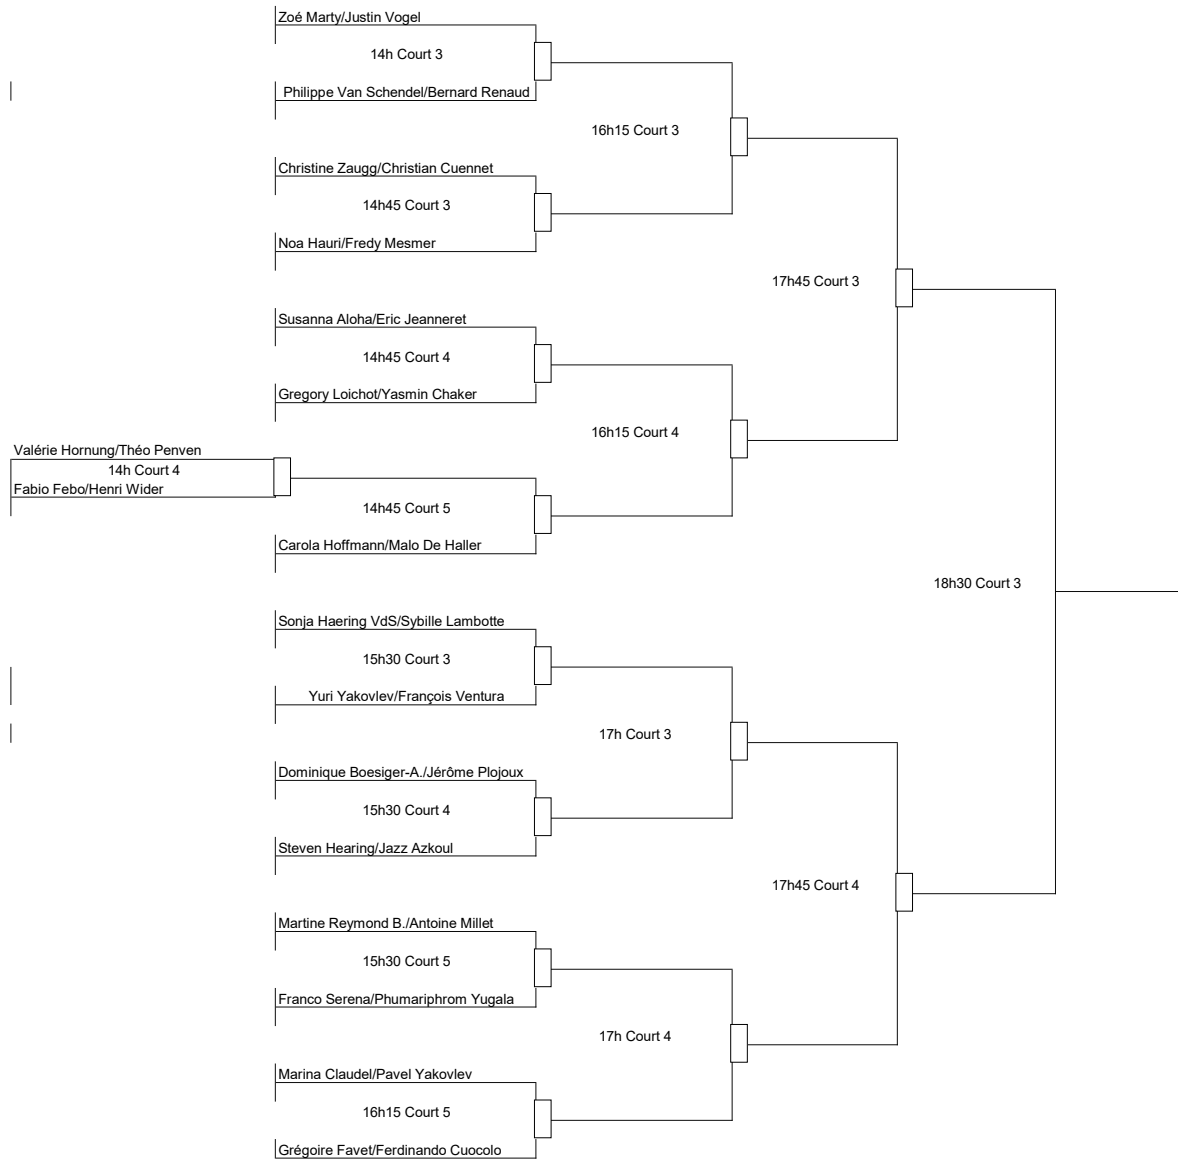 Zoé Marty/Justin Vogel
14h Court 3
Philippe Van Schendel/Bernard Renaud
16h15 Court 3
Christine Zaugg/Christian Cuennet
14h45 Court 3
Noa Hauri/Fredy Mesmer
17h45 Court 3
Susanna Aloha/Eric Jeanneret
14h45 Court 4
Gregory Loichot/Yasmin Chaker
16h15 Court 4
Valérie Hornung/Théo Penven
14h Court 4
Fabio Febo/Henri Wider
14h45 Court 5
Carola Hoffmann/Malo De Haller
18h30 Court 3
Sonja Haering VdS/Sybille Lambotte
15h30 Court 3
Yuri Yakovlev/François Ventura
17h Court 3
Dominique Boesiger-A./Jérôme Plojoux
15h30 Court 4
Steven Hearing/Jazz Azkoul
17h45 Court 4
Martine Reymond B./Antoine Millet
15h30 Court 5
Franco Serena/Phumariphrom Yugala
17h Court 4
Marina Claudel/Pavel Yakovlev
16h15 Court 5
Grégoire Favet/Ferdinando Cuocolo